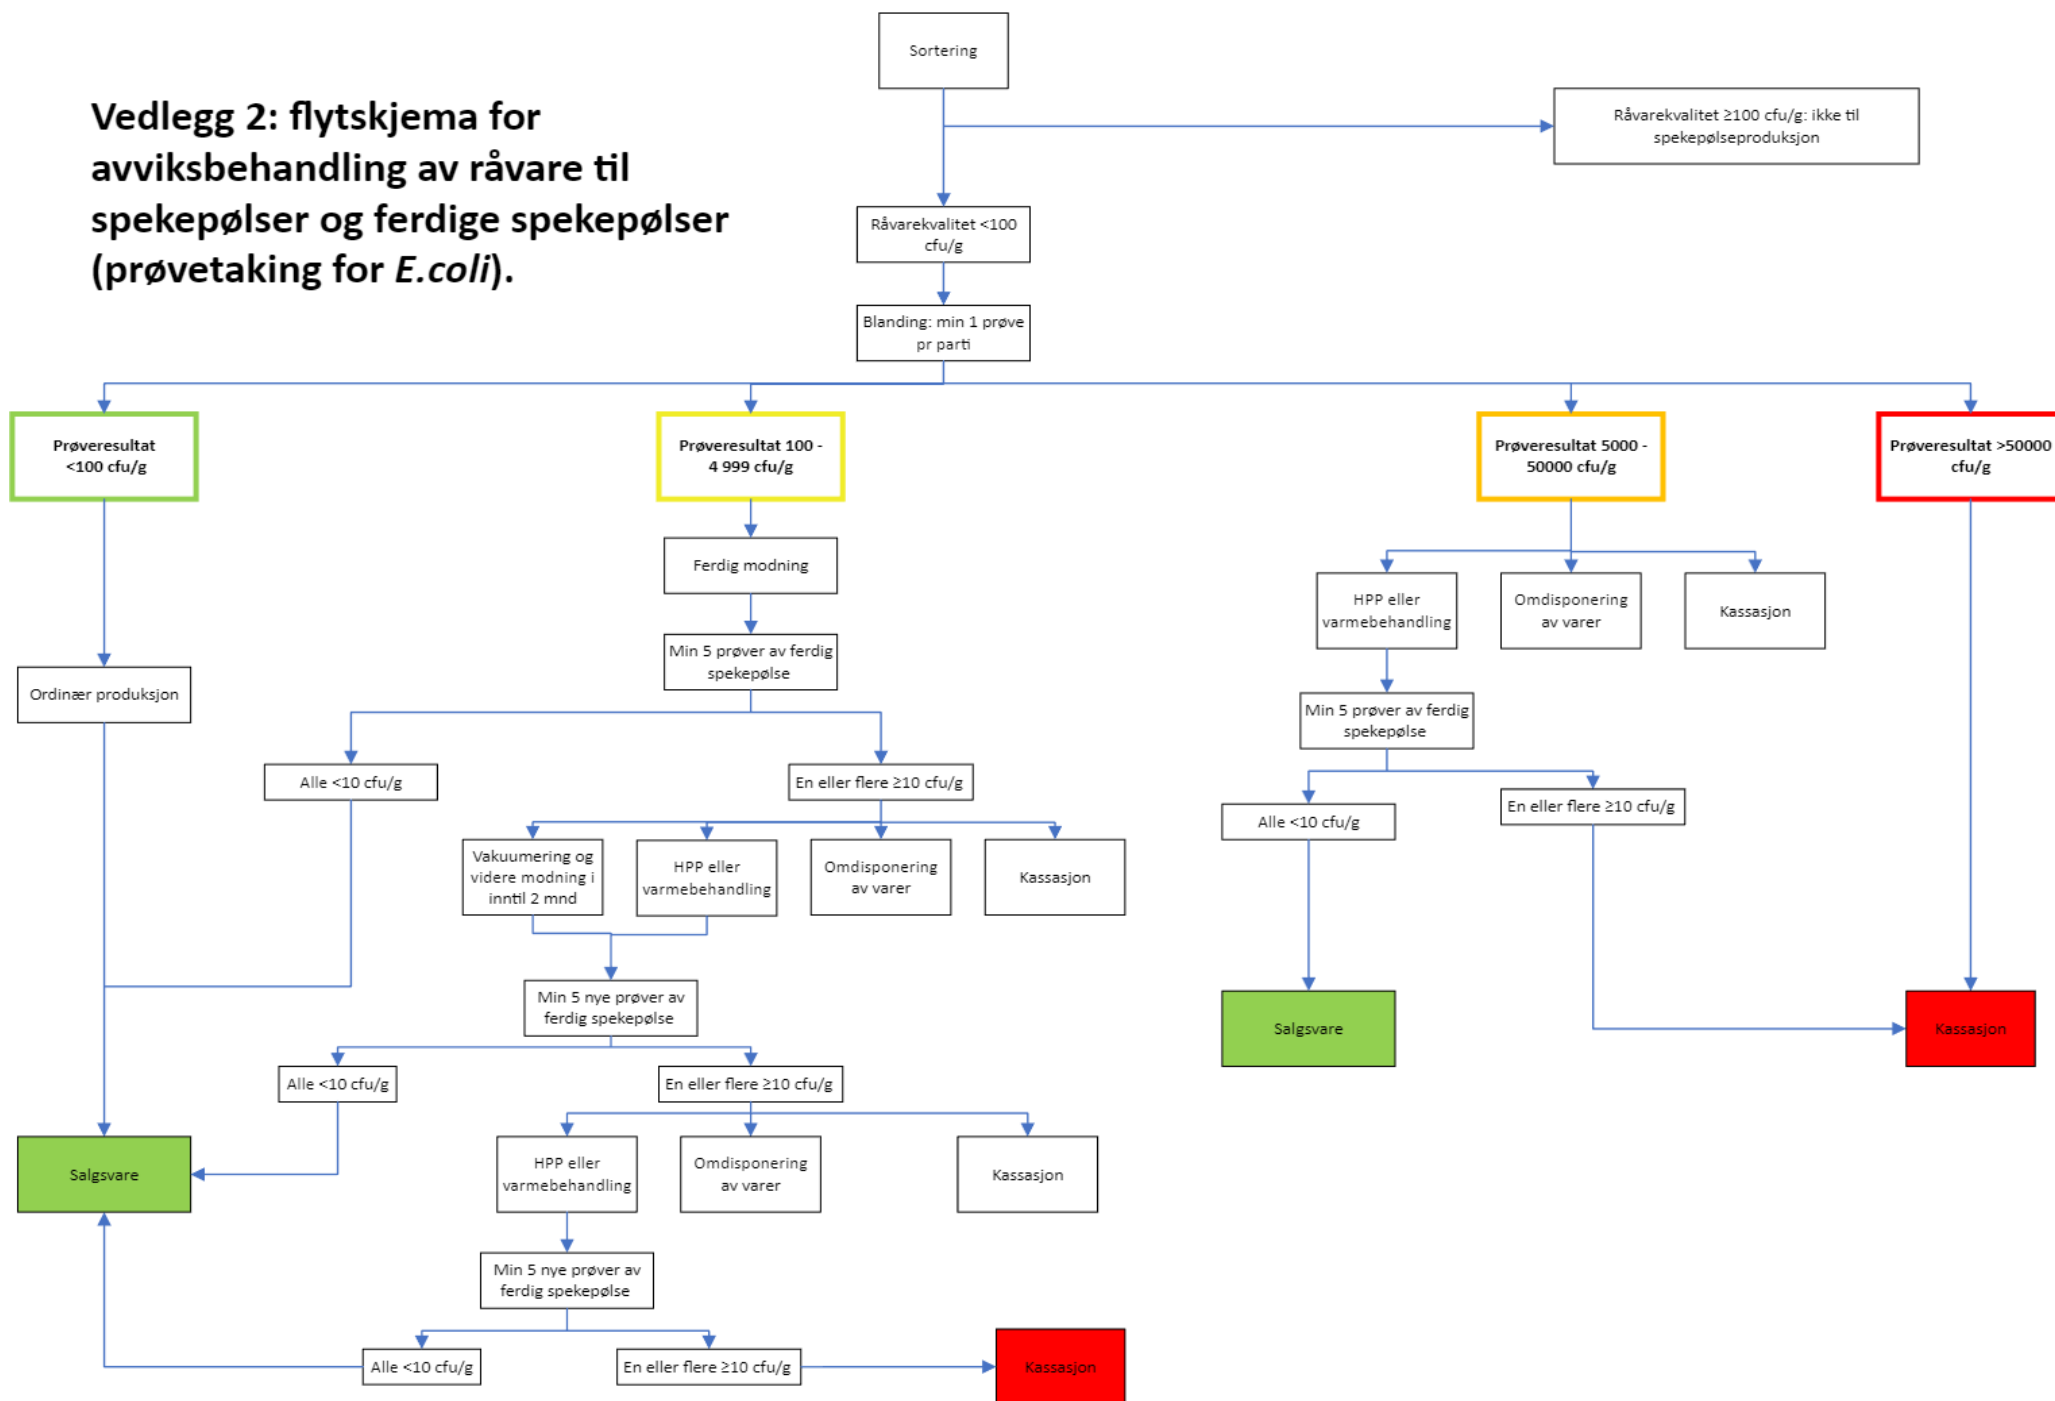 Sortering
Vedlegg 2: flytskjema for
avviksbehandling av råvare til
spekepølser og ferdige spekepølser
(prøvetaking for E.coli).
Råvarekvalitet ≥100 cfu/g: ikke til
spekepølseproduksjon
Råvarekvalitet <100
cfu/g
Blanding: min 1 prøve
pr parti
Prøveresultat
<100 cfu/g
Prøveresultat 100 -
4 999 cfu/g
Prøveresultat 5000 -
50000 cfu/g
Prøveresultat >50000
cfu/g
Ferdig modning
HPP eller
varmebehandling
Omdisponering
av varer
Kassasjon
Min 5 prøver av ferdig
spekepølse
Ordinær produksjon
Min 5 prøver av ferdig
spekepølse
Alle <10 cfu/g
En eller flere ≥10 cfu/g
Alle <10 cfu/g
En eller flere ≥10 cfu/g
Vakuumering og
videre modning i
inntil 2 mnd
HPP eller
varmebehandling
Omdisponering
av varer
Kassasjon
Min 5 nye prøver av
ferdig spekepølse
Salgsvare
Kassasjon
Alle <10 cfu/g
En eller flere ≥10 cfu/g
Salgsvare
HPP eller
varmebehandling
Omdisponering
av varer
Kassasjon
Min 5 nye prøver av
ferdig spekepølse
Alle <10 cfu/g
En eller flere ≥10 cfu/g
Kassasjon